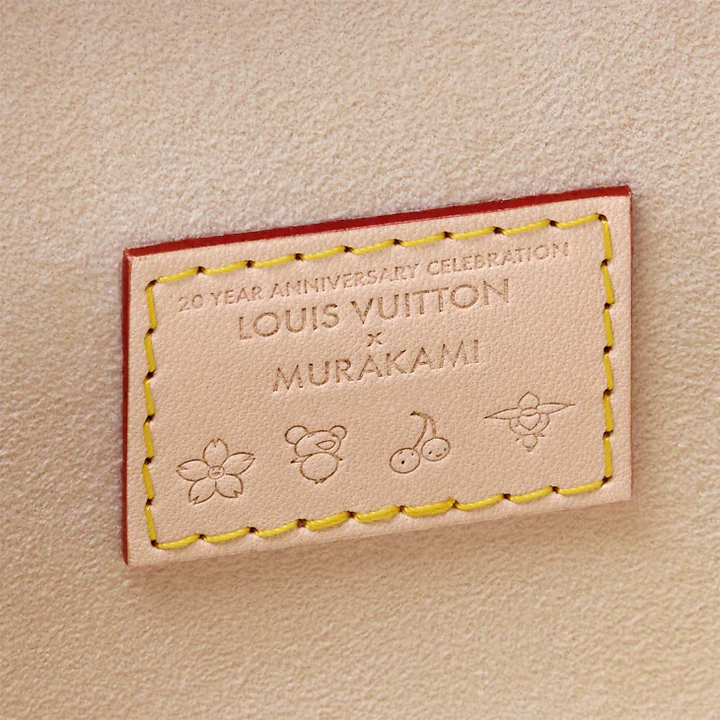 20 YEAR ANNIVERSARY CELEBRATION
LOUIS VUITTON
x
MURAKAMI